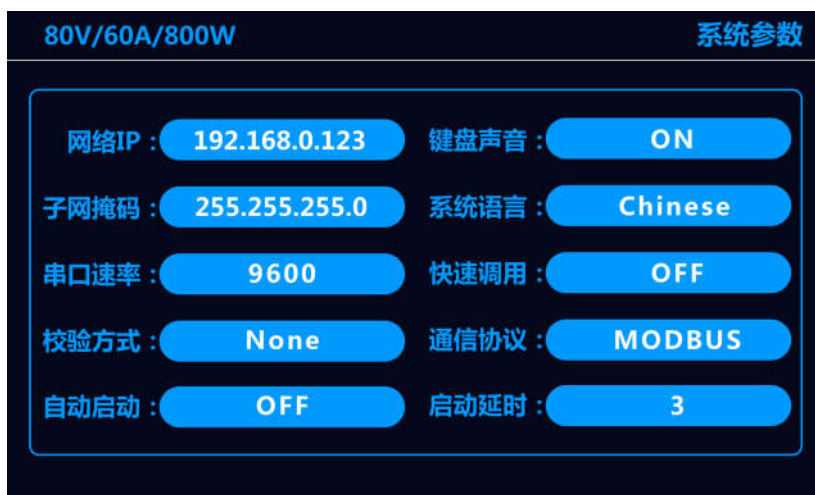 80V/60A/800W 系统参数
网络IP：192.168.0.123 键盘声音：ON
子网掩码：255.255.255.0 系统语言：Chinese
串口速率：9600 快速调用：OFF
校验方式：None 通信协议：MODBUS
自动启动：OFF 启动延时：3